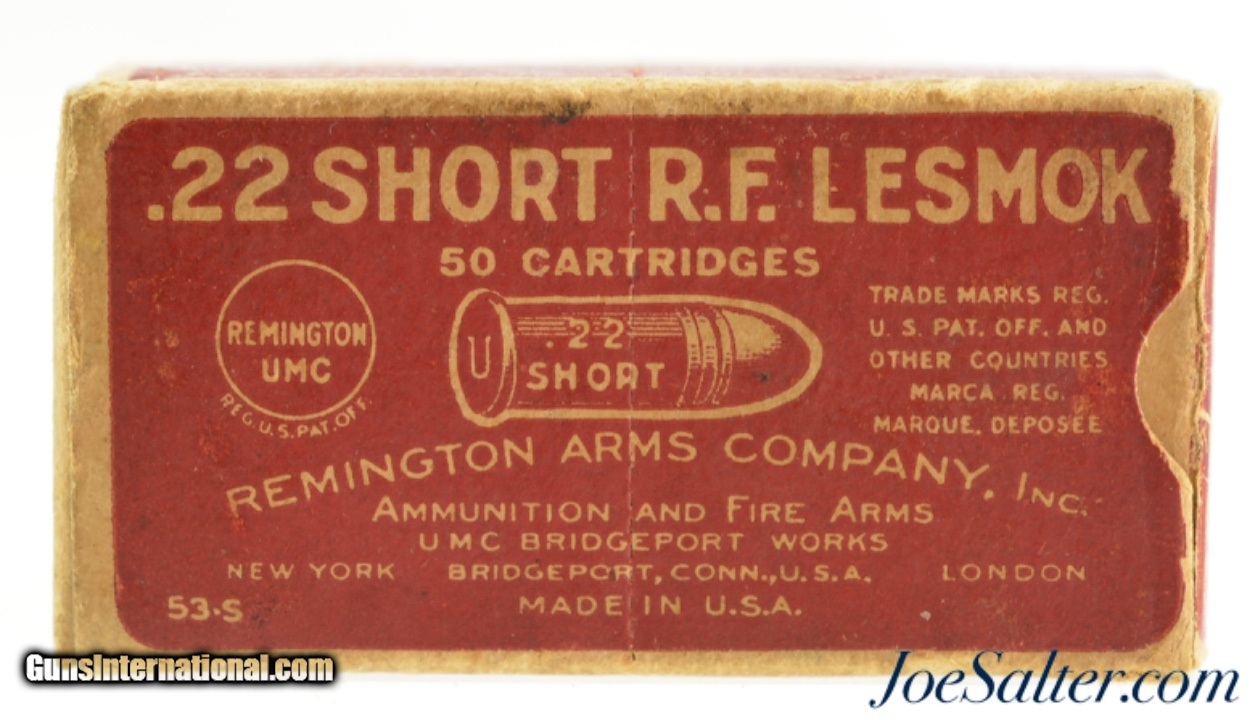 .22 SHORT R.F. LESMOK
50 CARTRIDGES
REMINGTON
UMC
REG. U.S. PAT. OFF.
U
.22
SHORT
TRADE MARKS REG.
U. S. PAT. OFF. AND
OTHER COUNTRIES
MARCA REG.
MARQUE. DEPOSÉE
REMINGTON ARMS COMPANY, INC.
AMMUNITION AND FIRE ARMS
UMC BRIDGEPORT WORKS
NEW YORK BRIDGEPORT, CONN., U.S.A. LONDON
53-S MADE IN U.S.A.
GunsInternational.com
JoeSalter.com